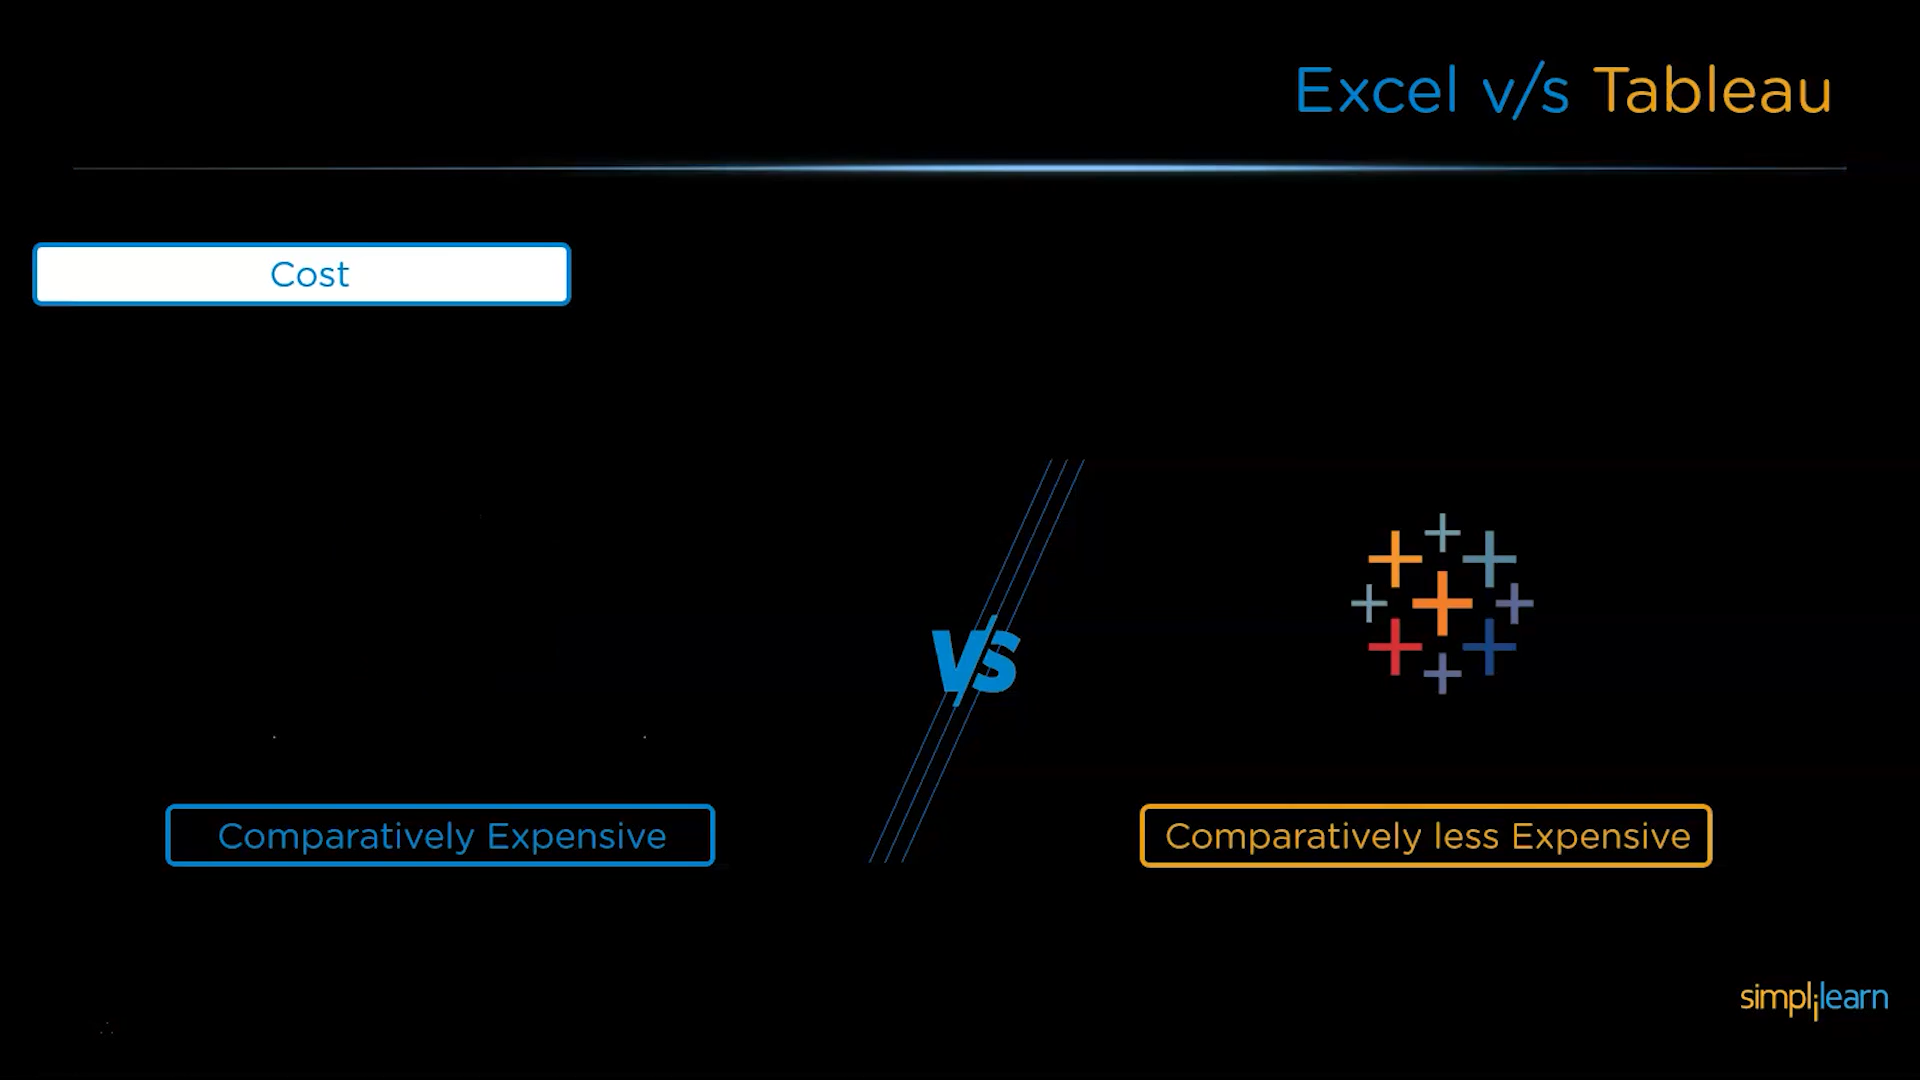 Excel v/s Tableau
Cost
VS
Comparatively Expensive
Comparatively less Expensive
simplilearn